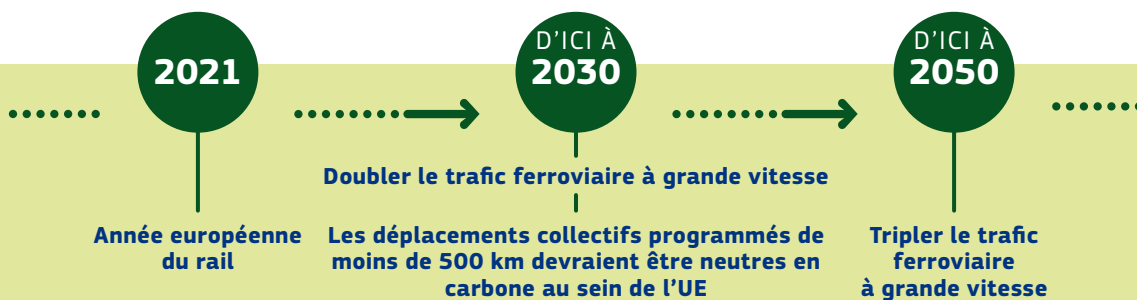 2021
D'ICI À
2030
D'ICI À
2050
Doubler le trafic ferroviaire à grande vitesse
Année européenne
du rail
Les déplacements collectifs programmés de
moins de 500 km devraient être neutres en
carbone au sein de l'UE
Tripler le trafic
ferroviaire
à grande vitesse